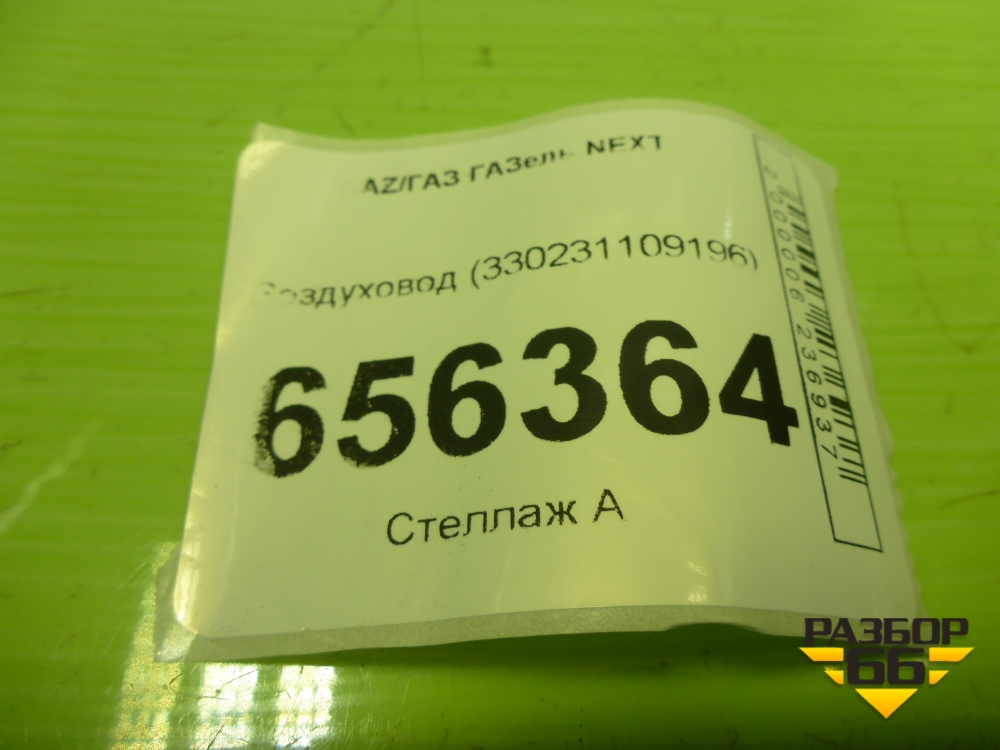 AZ/ГАЗ ГАЗель NEXT
Воздуховод (330231109196)
656364
Стеллаж А
2000006236937
РАЗБОР
66